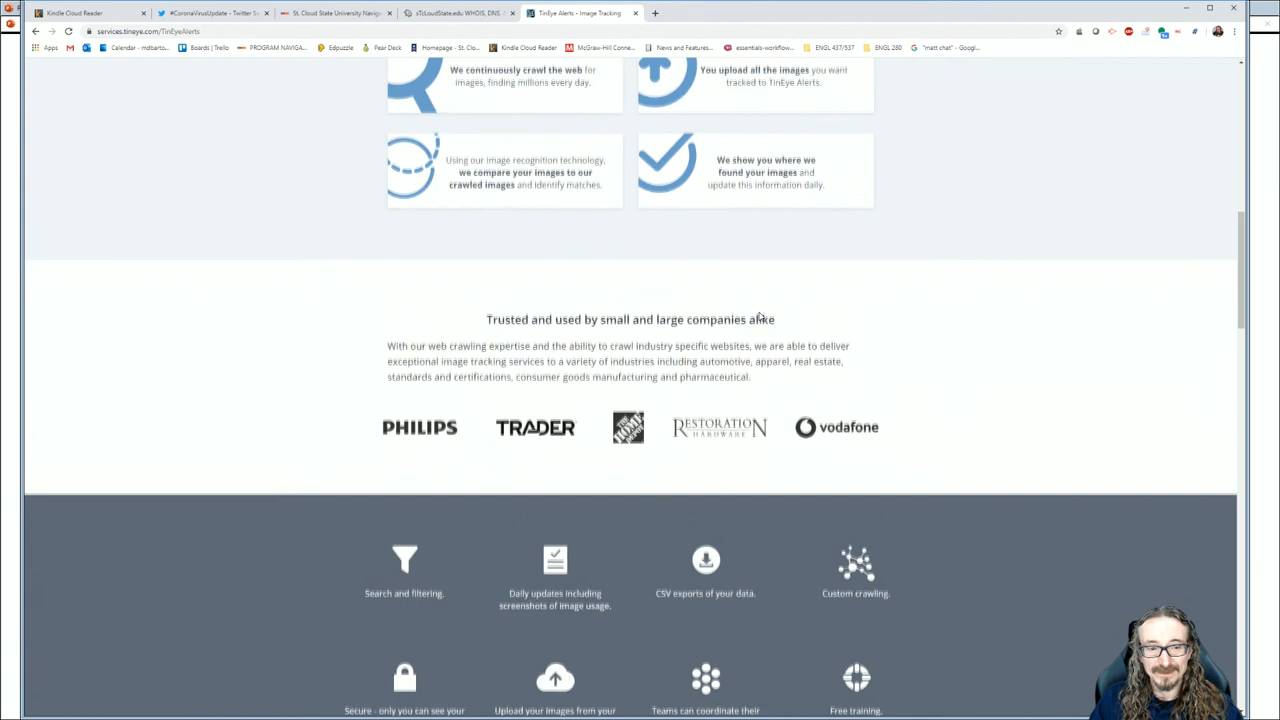 Kindle Cloud Reader
#CoronaVirusUpdate - Twitter
St. Cloud State University Navig
sTcLoudState.edu WHOIS, DNS,
TinEye Alerts - Image Tracking
services.tineye.com/TinEyeAlerts
Apps
Calendar - mdbarto...
Boards | Trello
PROGRAM NAVIGA...
Edpuzzle
Pear Deck
Homepage - St. Clo...
Kindle Cloud Reader
McGraw-Hill Conne...
News and Features...
essentials-workflow...
ENGL 437/537
ENGL 280
"matt chat" - Googl...
We continuously crawl the web for
images, finding millions every day.
You upload all the images you want
tracked to TinEye Alerts.
Using our image recognition technology,
we compare your images to our
crawled images and identify matches.
We show you where we
found your images and
update this information daily.
Trusted and used by small and large companies alike
With our web crawling expertise and the ability to crawl industry specific websites, we are able to deliver
exceptional image tracking services to a variety of industries including automotive, apparel, real estate,
standards and certifications, consumer goods manufacturing and pharmaceutical.
PHILIPS
TRADER
THE HOME DEPOT
RESTORATION
HARDWARE
vodafone
Search and filtering.
Daily updates including
screenshots of image usage.
CSV exports of your data.
Custom crawling.
Secure - only you can see your
Upload your images from your
Teams can coordinate their
Free training.